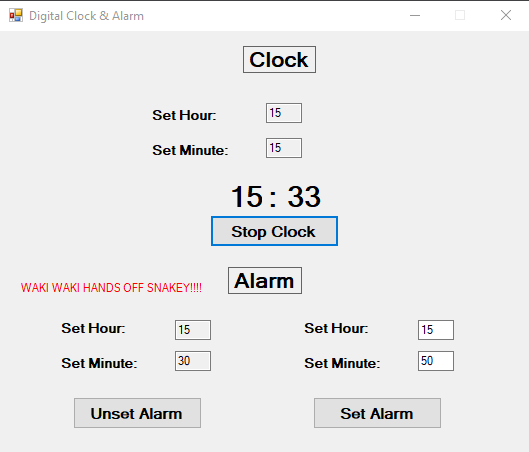 Digital Clock & Alarm
Clock
Set Hour: 15
Set Minute: 15
15 : 33
Stop Clock
WAKI WAKI HANDS OFF SNAKEY!!!!
Alarm
Set Hour: 15 Set Hour: 15
Set Minute: 30 Set Minute: 50
Unset Alarm Set Alarm